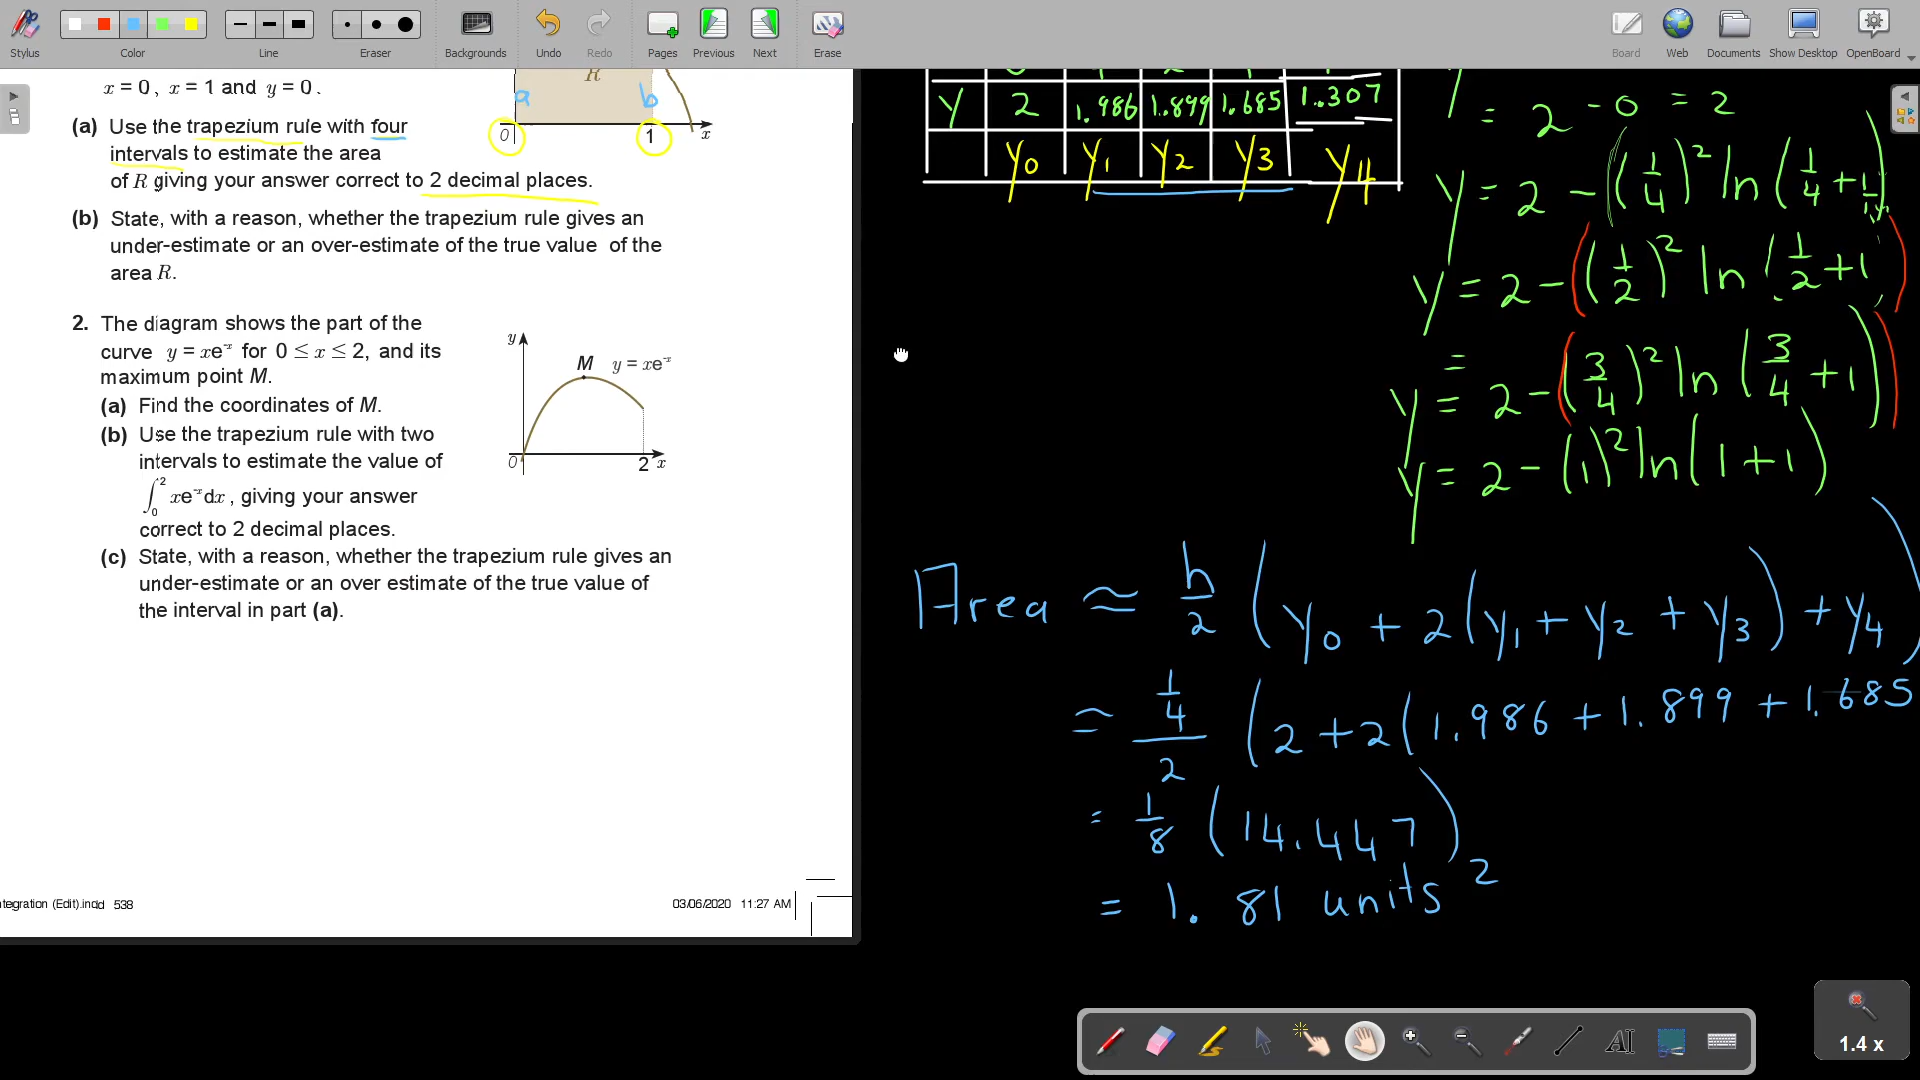 Stylus Color Line Eraser Backgrounds Undo Redo Pages Previous Next Erase Board Web Documents Show Desktop OpenBoard
x = 0, x = 1 and y = 0.
R
a b
0 1 x
(a) Use the trapezium rule with four
intervals to estimate the area
of R giving your answer correct to 2 decimal places.
(b) State, with a reason, whether the trapezium rule gives an
under-estimate or an over-estimate of the true value of the
area R.
2. The diagram shows the part of the
curve y = xe⁻ˣ for 0 ≤ x ≤ 2, and its
maximum point M.
(a) Find the coordinates of M.
(b) Use the trapezium rule with two
intervals to estimate the value of
∫₀² xe⁻ˣdx, giving your answer
correct to 2 decimal places.
(c) State, with a reason, whether the trapezium rule gives an
under-estimate or an over estimate of the true value of
the interval in part (a).
y
M y = xe⁻ˣ
0 2 x
tegration (Edit).indd 538 03/06/2020 11:27 AM
y 2 1.986 1.899 1.685 1.307
y0 y1 y2 y3 y4
= 2 - 0 = 2
y = 2 - (1/4)² ln (1/4 + 1)
y = 2 - ((1/2)² ln (1/2 + 1))
=
y = 2 - (3/4)² ln (3/4 + 1)
y = 2 - (1)² ln(1 + 1)
Area ≈ h/2 (y0 + 2(y1 + y2 + y3) + y4)
≈ 1/4 / 2 (2 + 2(1.986 + 1.899 + 1.685
= 1/8 (14.447)
= 1.81 units²
1.4 x